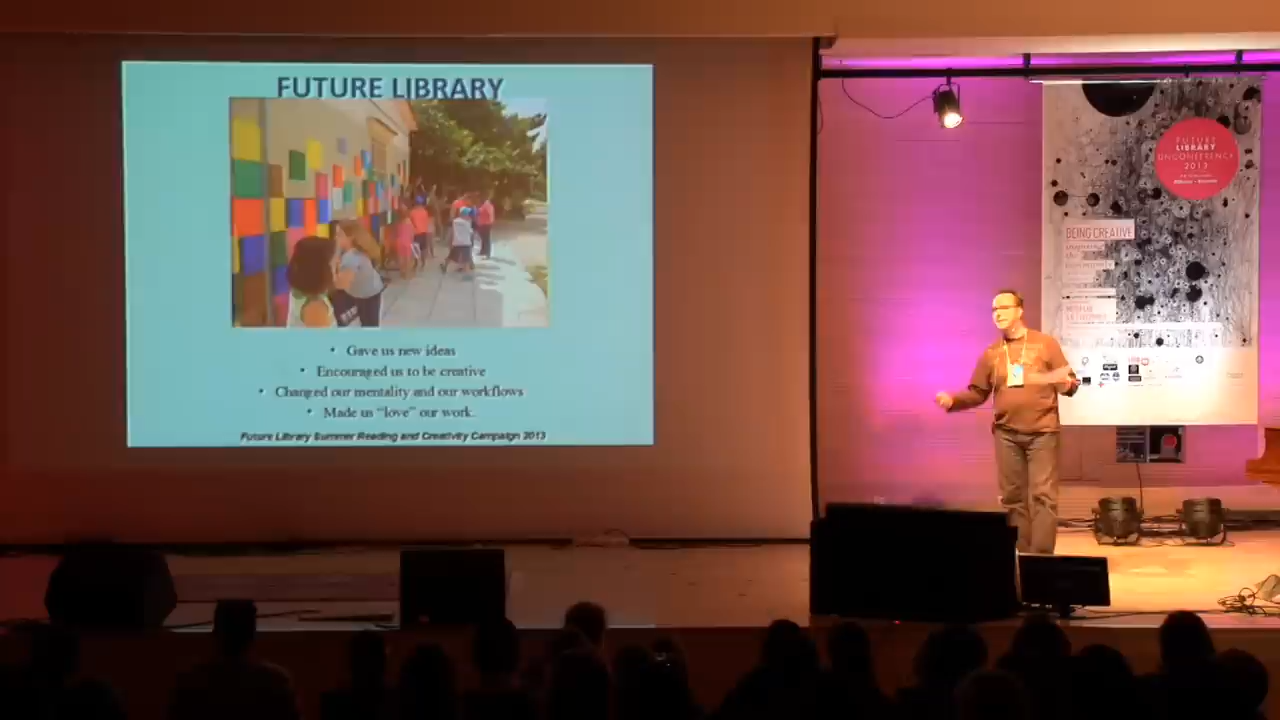 FUTURE LIBRARY
• Gave us new ideas
• Encouraged us to be creative
• Changed our mentality and our workflows
• Made us “love” our work.
Future Library Summer Reading and Creativity Campaign 2013
FUTURE
LIBRARY
UNCONFERENCE
2013
BEING CREATIVE